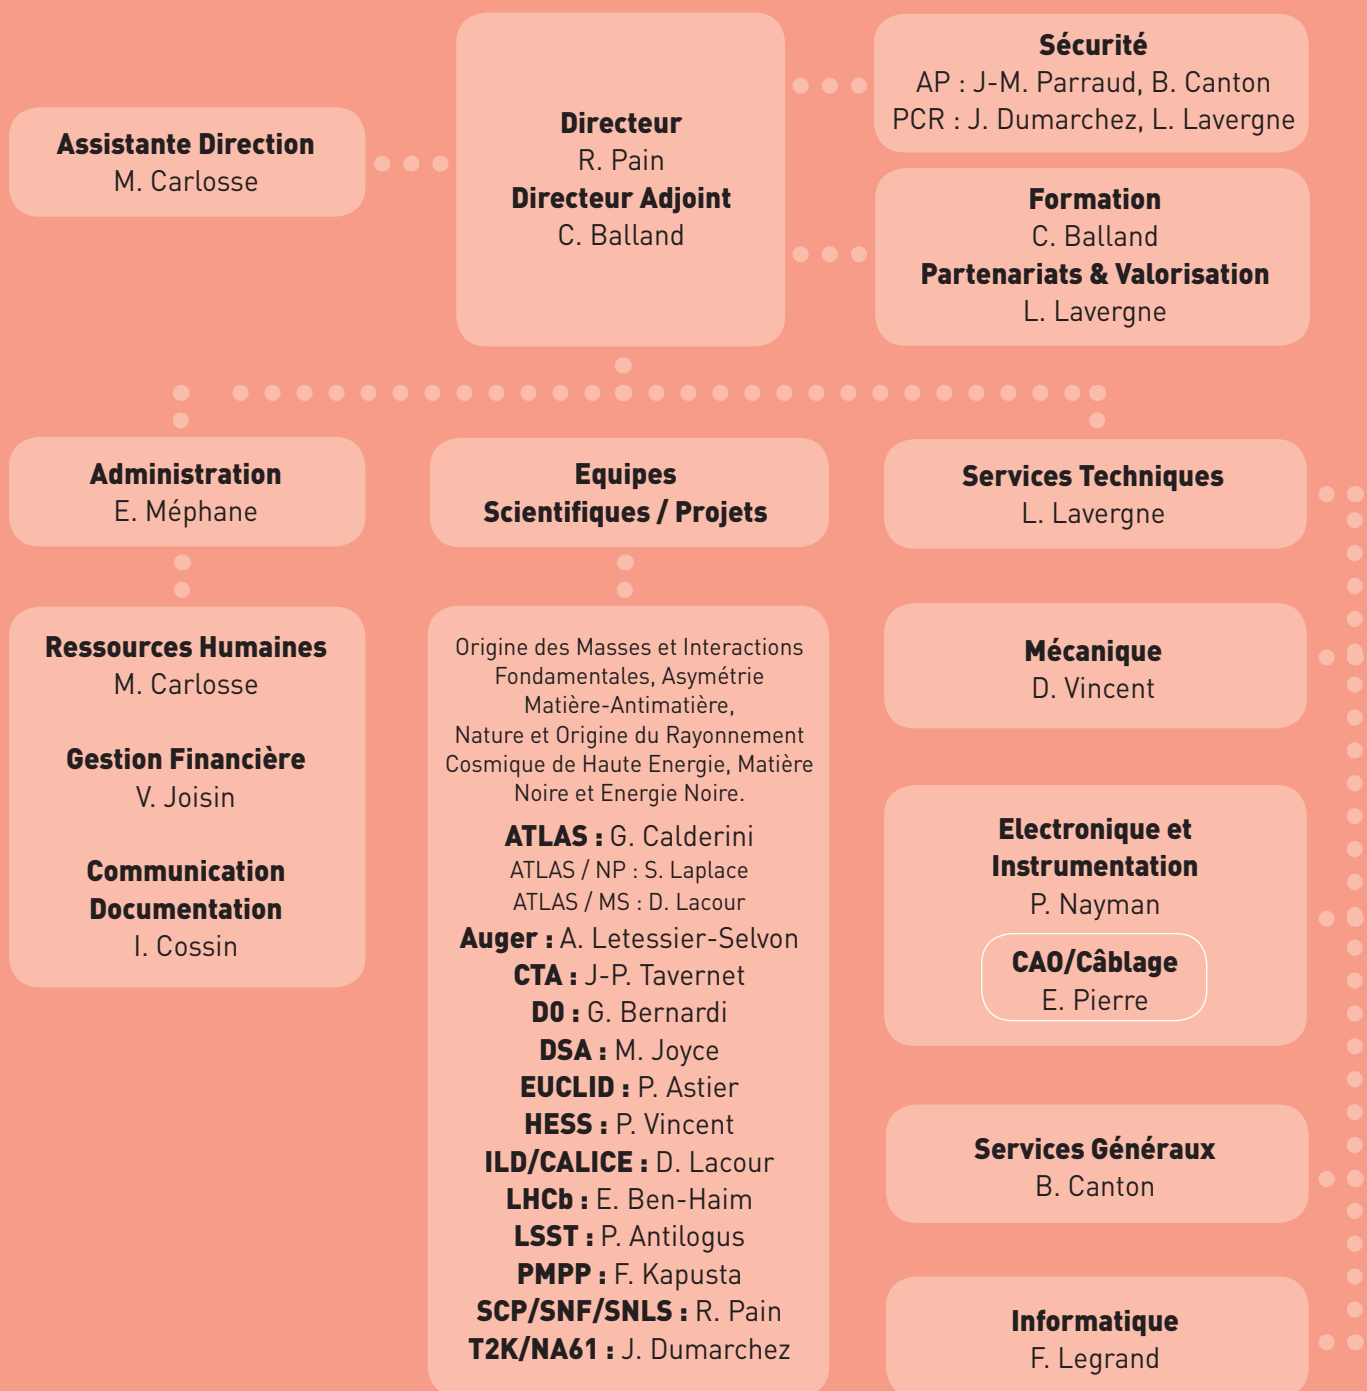 Assistante Direction
M. Carlosse
Directeur
R. Pain
Directeur Adjoint
C. Balland
Sécurité
AP : J-M. Parraud, B. Canton
PCR : J. Dumarchez, L. Lavergne
Formation
C. Balland
Partenariats & Valorisation
L. Lavergne
Administration
E. Méphane
Ressources Humaines
M. Carlosse
Gestion Financière
V. Joisin
Communication
Documentation
I. Cossin
Equipes
Scientifiques / Projets
Origine des Masses et Interactions
Fondamentales, Asymétrie
Matière-Antimatière,
Nature et Origine du Rayonnement
Cosmique de Haute Energie, Matière
Noire et Energie Noire.
ATLAS : G. Calderini
ATLAS / NP : S. Laplace
ATLAS / MS : D. Lacour
Auger : A. Letessier-Selvon
CTA : J-P. Tavernet
D0 : G. Bernardi
DSA : M. Joyce
EUCLID : P. Astier
HESS : P. Vincent
ILD/CALICE : D. Lacour
LHCb : E. Ben-Haim
LSST : P. Antilogus
PMPP : F. Kapusta
SCP/SNF/SNLS : R. Pain
T2K/NA61 : J. Dumarchez
Services Techniques
L. Lavergne
Mécanique
D. Vincent
Electronique et
Instrumentation
P. Nayman
CAO/Câblage
E. Pierre
Services Généraux
B. Canton
Informatique
F. Legrand